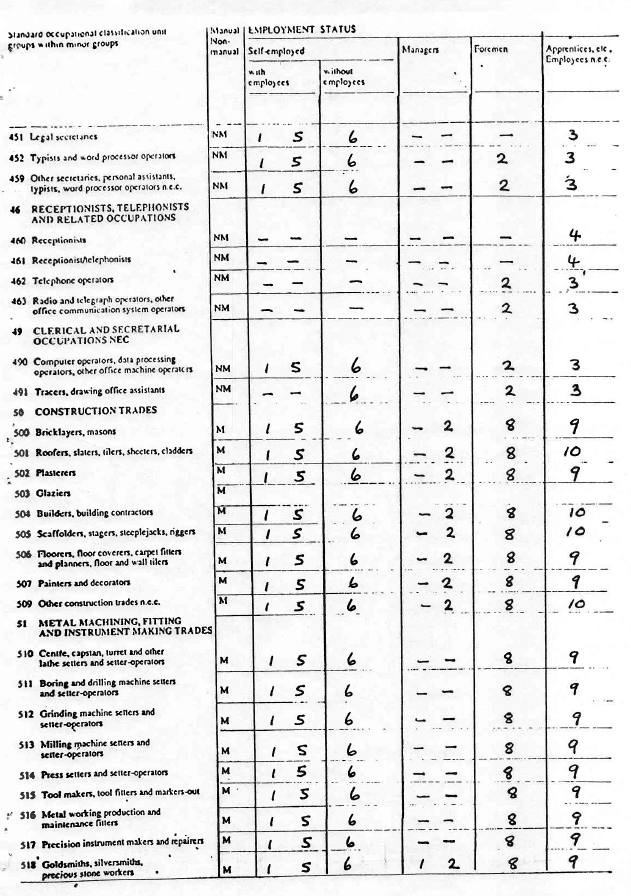 Standard occupational classification unit
groups within minor groups
Manual
Non-
manual
EMPLOYMENT STATUS
Self-employed
with
employees
without
employees
Managers
Foremen
Apprentices, etc,
Employees n.e.c.
451 Legal secretaries NM 1 5 6 – – – 3
452 Typists and word processor operators NM 1 5 6 – – 2 3
459 Other secretaries, personal assistants,
typists, word processor operators n.e.c. NM 1 5 6 – – 2 3
46 RECEPTIONISTS, TELEPHONISTS
AND RELATED OCCUPATIONS
460 Receptionists NM – – – – – – 4
461 Receptionist/telephonists NM – – – – – – 4
462 Telephone operators NM – – – – – 2 3
463 Radio and telegraph operators, other
office communication system operators NM – – – – – 2 3
49 CLERICAL AND SECRETARIAL
OCCUPATIONS NEC
490 Computer operators, data processing
operators, other office machine operators NM 1 5 6 – – 2 3
491 Tracers, drawing office assistants NM – – 6 – – 2 3
50 CONSTRUCTION TRADES
500 Bricklayers, masons M 1 5 6 – 2 8 9
501 Roofers, slaters, tilers, sheeters, cladders M 1 5 6 – 2 8 10
502 Plasterers M 1 5 6 – 2 8 9
503 Glaziers M
504 Builders, building contractors M 1 5 6 – 2 8 10
505 Scaffolders, stagers, steeplejacks, riggers M 1 5 6 – 2 8 10
506 Floorers, floor coverers, carpet fitters
and planners, floor and wall tilers M 1 5 6 – 2 8 9
507 Painters and decorators M 1 5 6 – 2 8 9
509 Other construction trades n.e.c. M 1 5 6 – 2 8 10
51 METAL MACHINING, FITTING
AND INSTRUMENT MAKING TRADES
510 Centre, capstan, turret and other
lathe setters and setter-operators M 1 5 6 – – 8 9
511 Boring and drilling machine setters
and setter-operators M 1 5 6 – – 8 9
512 Grinding machine setters and
setter-operators M 1 5 6 – – 8 9
513 Milling machine setters and
setter-operators M 1 5 6 – – 8 9
514 Press setters and setter-operators M 1 5 6 – – 8 9
515 Tool makers, tool fitters and markers-out M 1 5 6 – – 8 9
516 Metal working production and
maintenance fitters M 1 5 6 – – 8 9
517 Precision instrument makers and repairers M 1 5 6 – – 8 9
518 Goldsmiths, silversmiths,
precious stone workers M 1 5 6 1 2 8 9